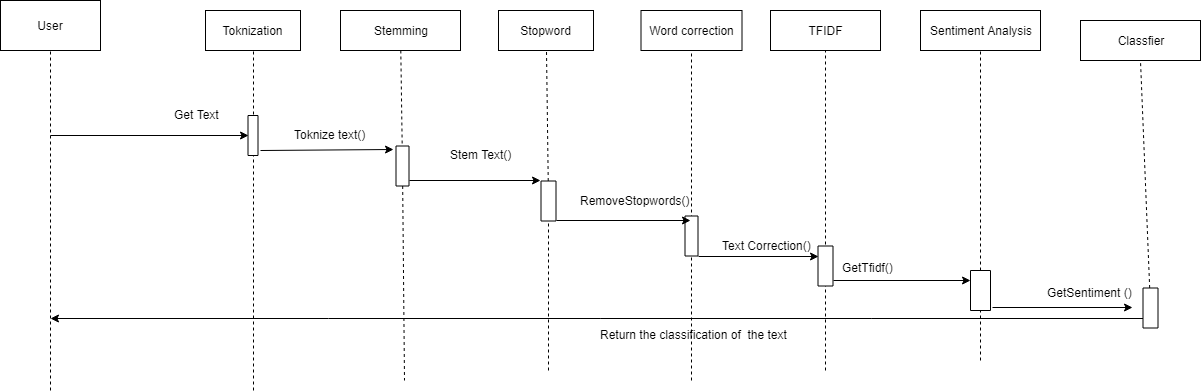 User
Toknization
Stemming
Stopword
Word correction
TFIDF
Sentiment Analysis
Classfier
Get Text
Toknize text()
Stem Text()
RemoveStopwords()
Text Correction()
GetTfidf()
GetSentiment ()
Return the classification of the text